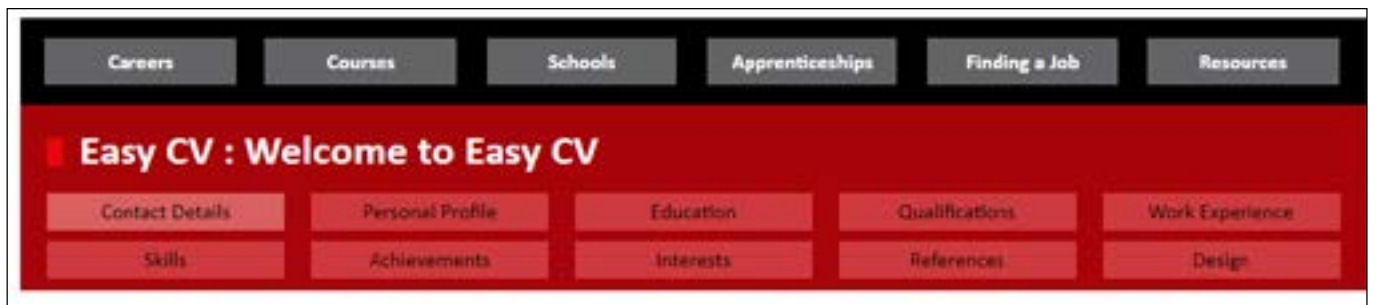 Careers Courses Schools Apprenticeships Finding a Job Resources
Easy CV : Welcome to Easy CV
Contact Details Personal Profile Education Qualifications Work Experience
Skills Achievements Interests References Design